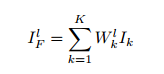 $I_F^l = \sum_{k=1}^{K} W_k^l I_k$